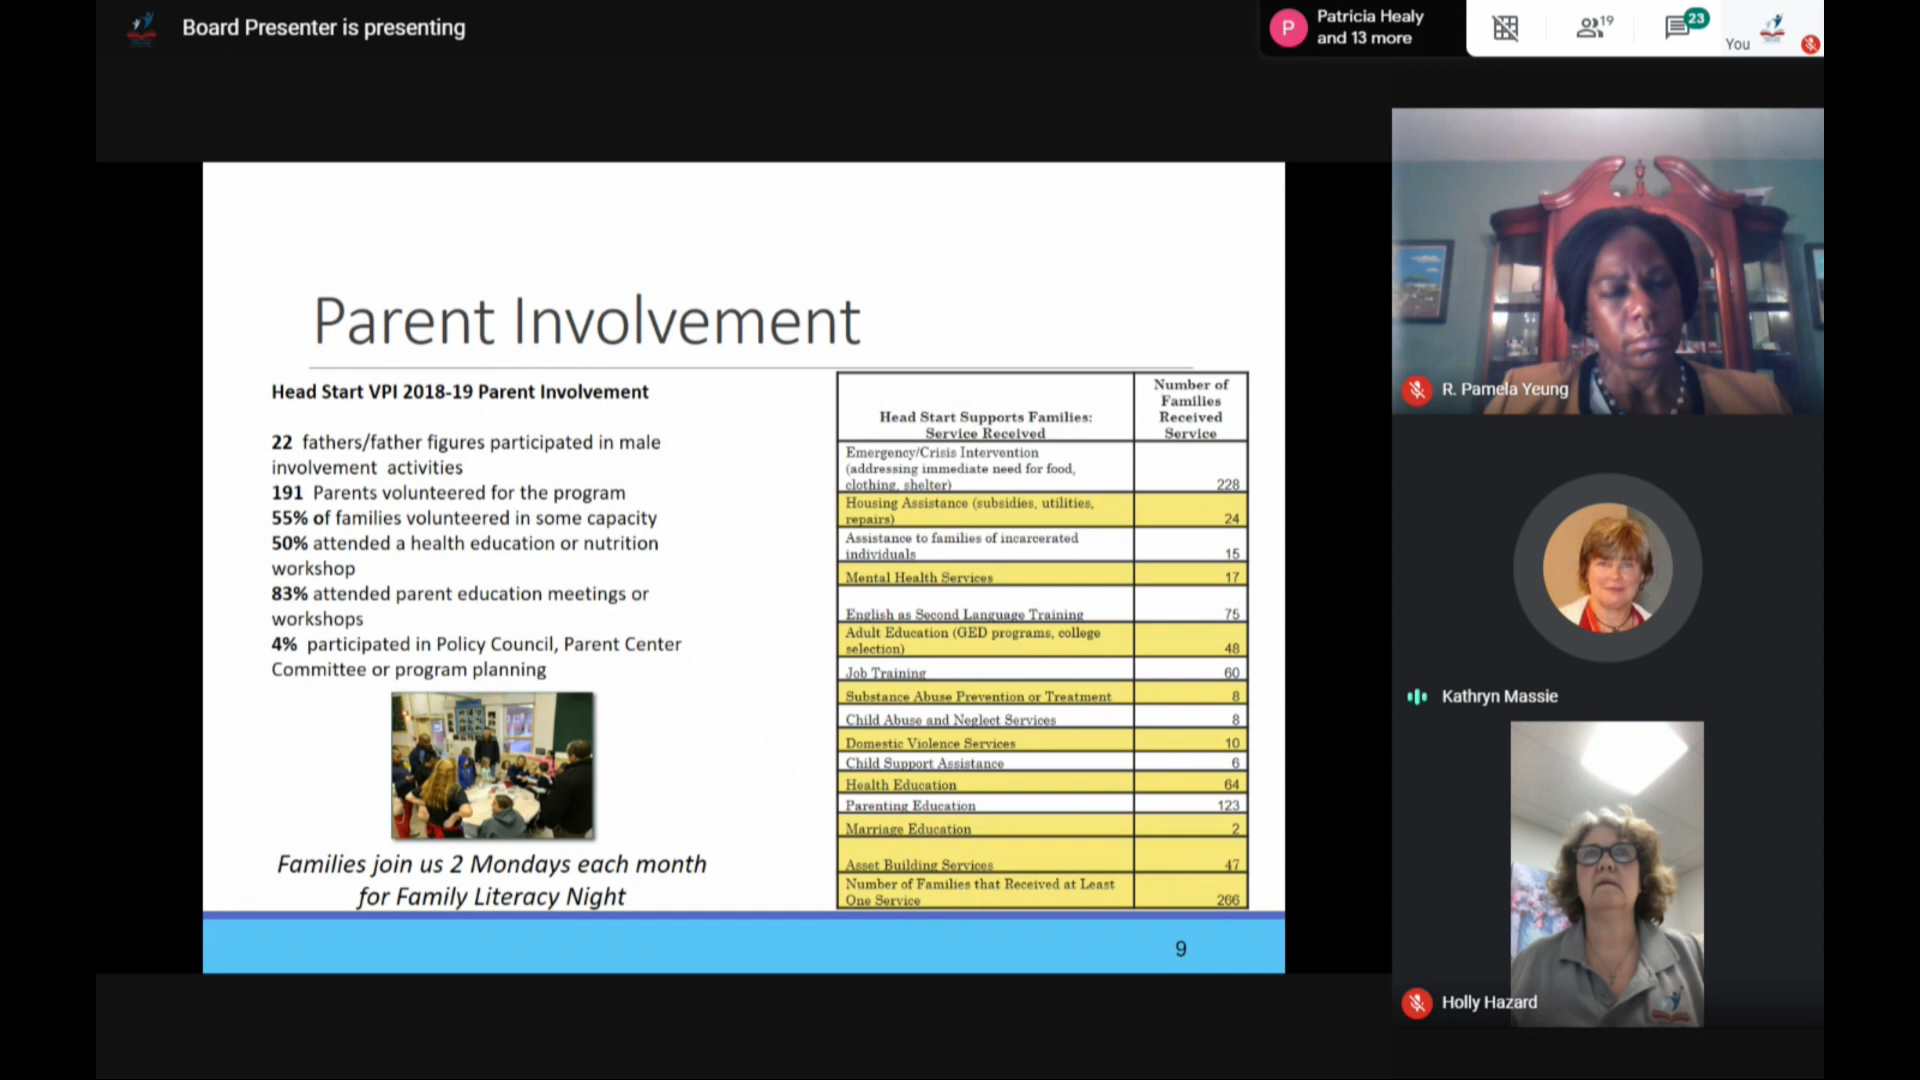 Board Presenter is presenting
P
Patricia Healy
and 13 more
19
23
You
Parent Involvement
Head Start VPI 2018-19 Parent Involvement
22 fathers/father figures participated in male
involvement activities
191 Parents volunteered for the program
55% of families volunteered in some capacity
50% attended a health education or nutrition
workshop
83% attended parent education meetings or
workshops
4% participated in Policy Council, Parent Center
Committee or program planning
Families join us 2 Mondays each month
for Family Literacy Night
Head Start Supports Families:
Service Received
Number of
Families
Received
Service
Emergency/Crisis Intervention
(addressing immediate need for food,
clothing, shelter) 228
Housing Assistance (subsidies, utilities,
repairs) 24
Assistance to families of incarcerated
individuals 15
Mental Health Services 17
English as Second Language Training 75
Adult Education (GED programs, college
selection) 48
Job Training 60
Substance Abuse Prevention or Treatment 8
Child Abuse and Neglect Services 8
Domestic Violence Services 10
Child Support Assistance 6
Health Education 64
Parenting Education 123
Marriage Education 2
Asset Building Services 47
Number of Families that Received at Least
One Service 266
9
R. Pamela Yeung
Kathryn Massie
Holly Hazard